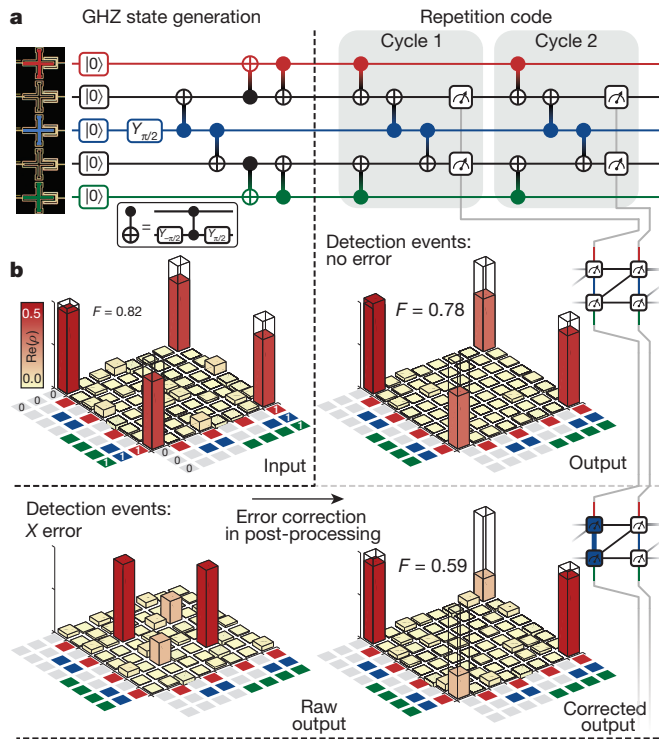 a
GHZ state generation
Repetition code
Cycle 1
Cycle 2
|0⟩
|0⟩
|0⟩
Yπ/2
|0⟩
|0⟩
=
Y−π/2
Yπ/2
Detection events:
no error
b
0.5
Re(ρ)
0.0
F = 0.82
F = 0.78
0 0 0
1 1 1
1 1 1
0 0 0
Input
Output
Detection events:
X error
Error correction
in post-processing
F = 0.59
Raw
output
Corrected
output